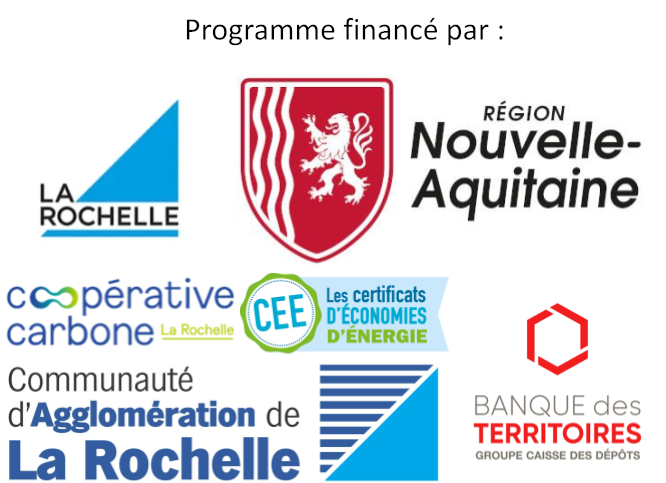 Programme financé par :
LA
ROCHELLE
RÉGION
Nouvelle-
Aquitaine
coopérative
carbone La Rochelle
CEE
Les certificats
D'ÉCONOMIES
D'ÉNERGIE
Communauté
d'Agglomération de
La Rochelle
BANQUE des
TERRITOIRES
GROUPE CAISSE DES DÉPÔTS